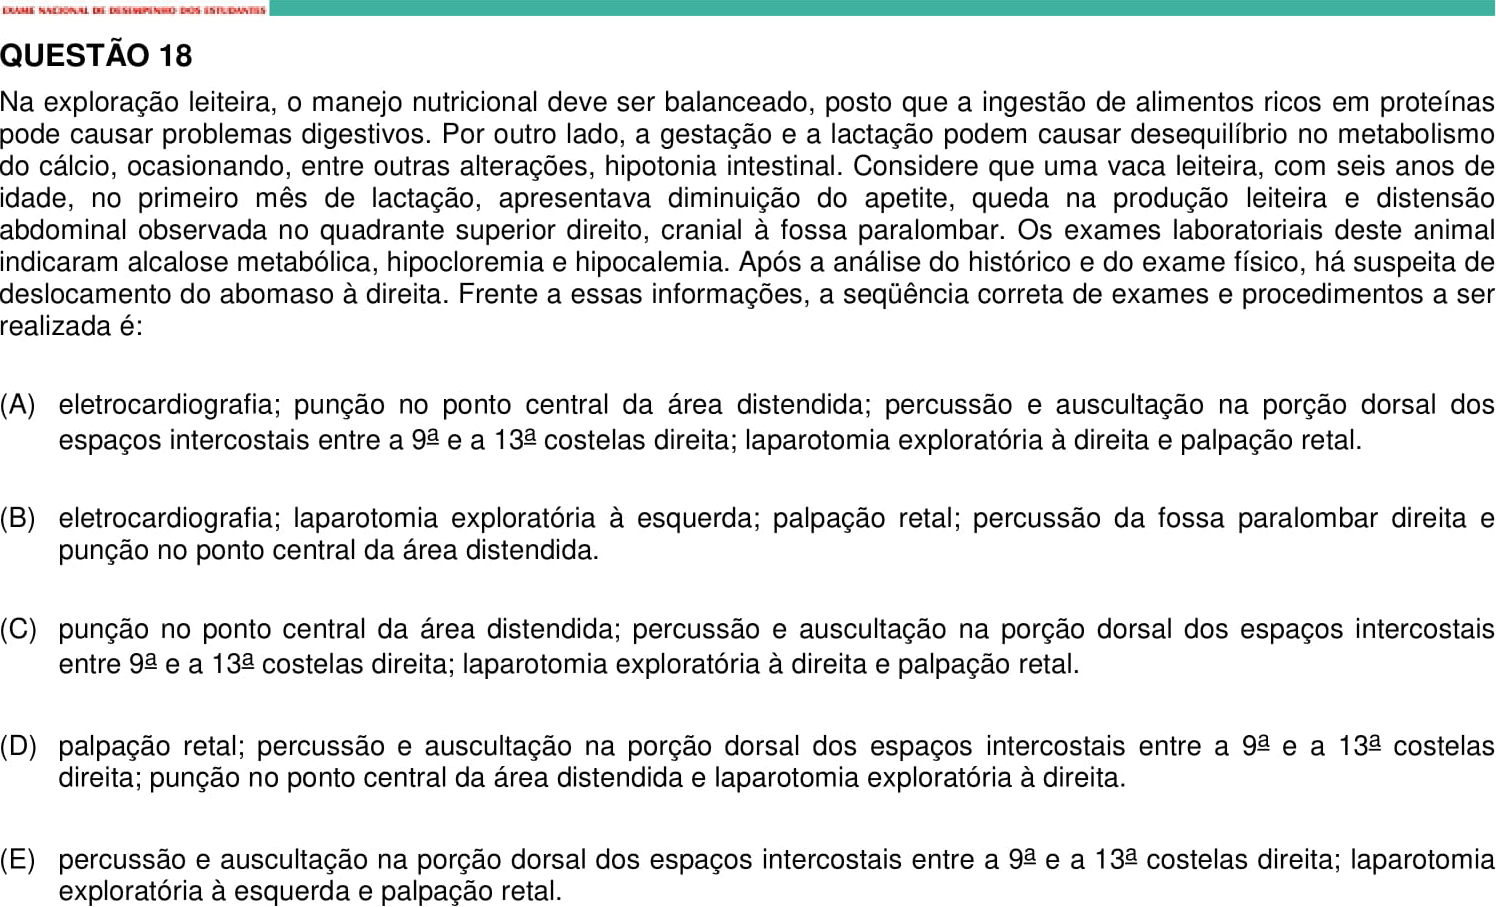 EXAME NACIONAL DE DESEMPENHO DOS ESTUDANTES
QUESTÃO 18
Na exploração leiteira, o manejo nutricional deve ser balanceado, posto que a ingestão de alimentos ricos em proteínas
pode causar problemas digestivos. Por outro lado, a gestação e a lactação podem causar desequilíbrio no metabolismo
do cálcio, ocasionando, entre outras alterações, hipotonia intestinal. Considere que uma vaca leiteira, com seis anos de
idade, no primeiro mês de lactação, apresentava diminuição do apetite, queda na produção leiteira e distensão
abdominal observada no quadrante superior direito, cranial à fossa paralombar. Os exames laboratoriais deste animal
indicaram alcalose metabólica, hipocloremia e hipocalemia. Após a análise do histórico e do exame físico, há suspeita de
deslocamento do abomaso à direita. Frente a essas informações, a seqüência correta de exames e procedimentos a ser
realizada é:
(A) eletrocardiografia; punção no ponto central da área distendida; percussão e auscultação na porção dorsal dos
espaços intercostais entre a 9ª e a 13ª costelas direita; laparotomia exploratória à direita e palpação retal.
(B) eletrocardiografia; laparotomia exploratória à esquerda; palpação retal; percussão da fossa paralombar direita e
punção no ponto central da área distendida.
(C) punção no ponto central da área distendida; percussão e auscultação na porção dorsal dos espaços intercostais
entre 9ª e a 13ª costelas direita; laparotomia exploratória à direita e palpação retal.
(D) palpação retal; percussão e auscultação na porção dorsal dos espaços intercostais entre a 9ª e a 13ª costelas
direita; punção no ponto central da área distendida e laparotomia exploratória à direita.
(E) percussão e auscultação na porção dorsal dos espaços intercostais entre a 9ª e a 13ª costelas direita; laparotomia
exploratória à esquerda e palpação retal.